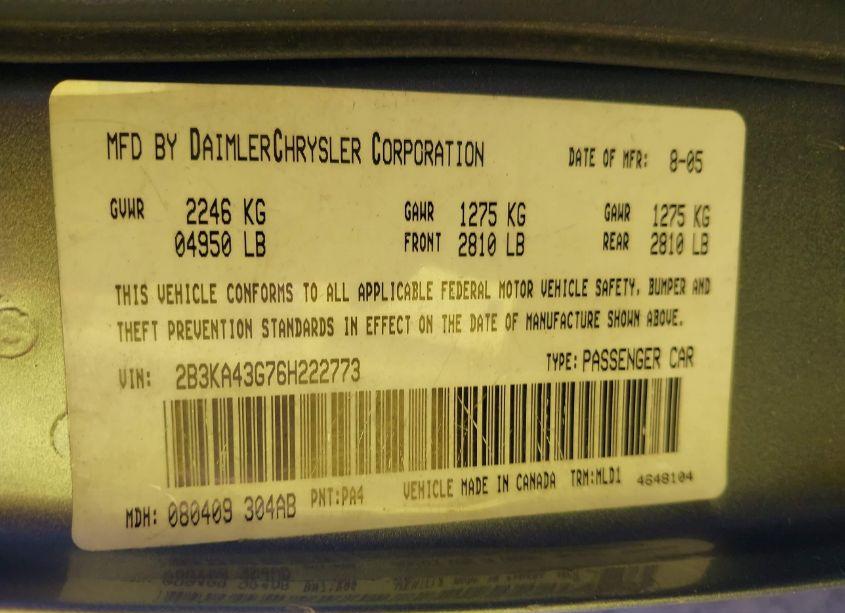 MFD BY DAIMLERCHRYSLER CORPORATION DATE OF MFR: 8-05
GVWR 2246 KG GAWR 1275 KG GAWR 1275 KG
04950 LB FRONT 2810 LB REAR 2810 LB
THIS VEHICLE CONFORMS TO ALL APPLICABLE FEDERAL MOTOR VEHICLE SAFETY, BUMPER AND
THEFT PREVENTION STANDARDS IN EFFECT ON THE DATE OF MANUFACTURE SHOWN ABOVE.
VIN: 2B3KA43G76H222773 TYPE: PASSENGER CAR
MDH: 080409 304AB PNT:PA4 VEHICLE MADE IN CANADA TRM:MLD1 4648104